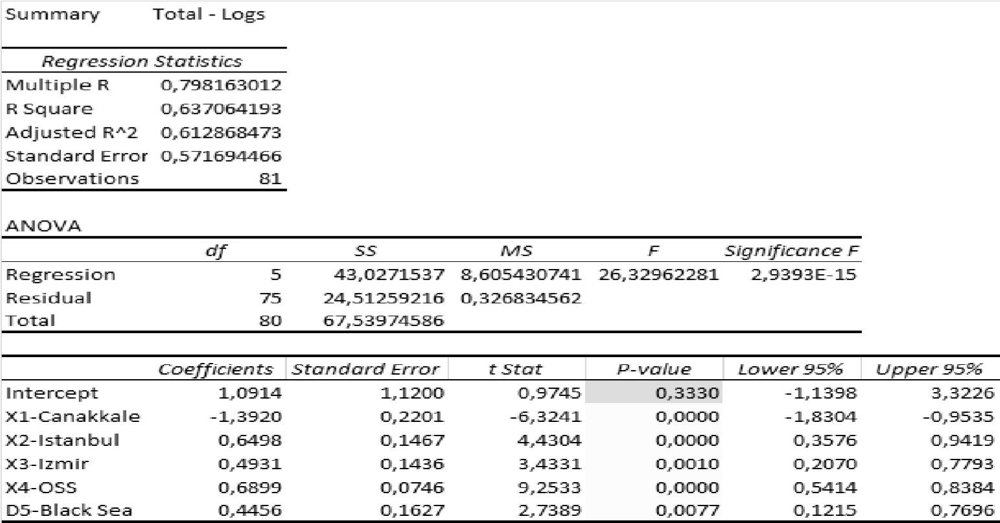 Summary Total - Logs
Regression Statistics
Multiple R 0,798163012
R Square 0,637064193
Adjusted R^2 0,612868473
Standard Error 0,571694466
Observations 81
ANOVA
df SS MS F Significance F
Regression 5 43,0271537 8,605430741 26,32962281 2,9393E-15
Residual 75 24,51259216 0,326834562
Total 80 67,53974586
Coefficients Standard Error t Stat P-value Lower 95% Upper 95%
Intercept 1,0914 1,1200 0,9745 0,3330 -1,1398 3,3226
X1-Canakkale -1,3920 0,2201 -6,3241 0,0000 -1,8304 -0,9535
X2-Istanbul 0,6498 0,1467 4,4304 0,0000 0,3576 0,9419
X3-Izmir 0,4931 0,1436 3,4331 0,0010 0,2070 0,7793
X4-OSS 0,6899 0,0746 9,2533 0,0000 0,5414 0,8384
D5-Black Sea 0,4456 0,1627 2,7389 0,0077 0,1215 0,7696